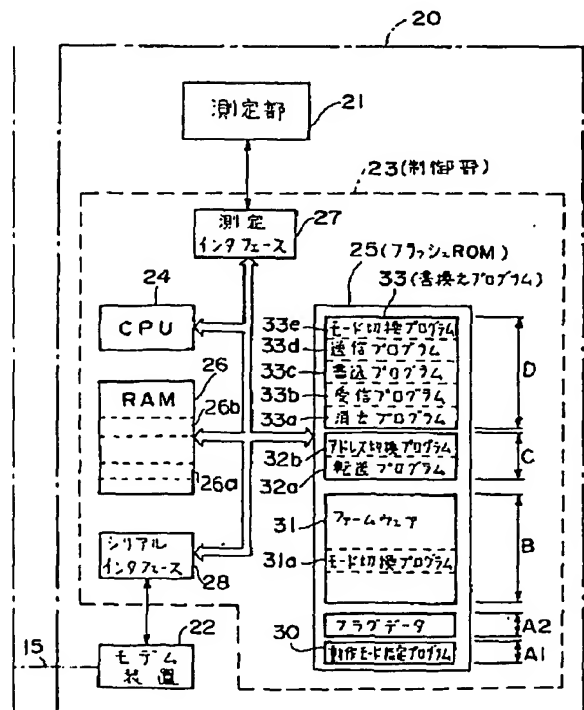 20
測定部
21
23(制御部)
測定
インタフェース
27
25(フラッシュROM)
33(書換えプログラム)
24
CPU
33e
モード切換プログラム
33d
送信プログラム
33c
書込プログラム
33b
受信プログラム
33a
消去プログラム
D
RAM
26
26b
26a
32b
アドレス切換プログラム
32a
転送プログラム
C
31
ファームウェア
31a
モード切換プログラム
B
シリアル
インタフェース
28
フラグデータ
A2
30
動作モード指定プログラム
A1
15
22
モデム
装置